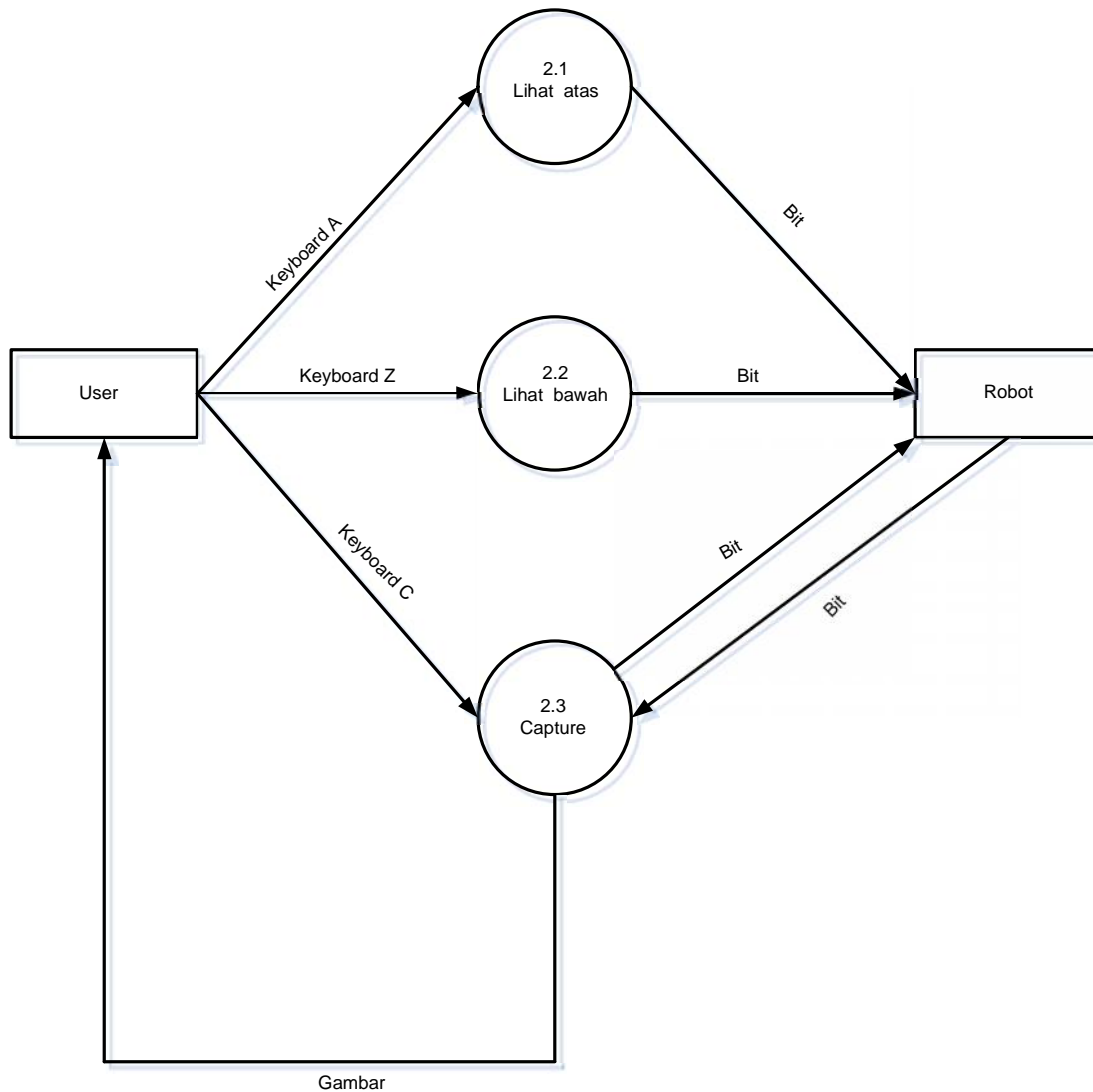 2.1
Lihat atas
Keyboard A
Bit
User
Keyboard Z
2.2
Lihat bawah
Bit
Robot
Keyboard C
Bit
Bit
2.3
Capture
Gambar